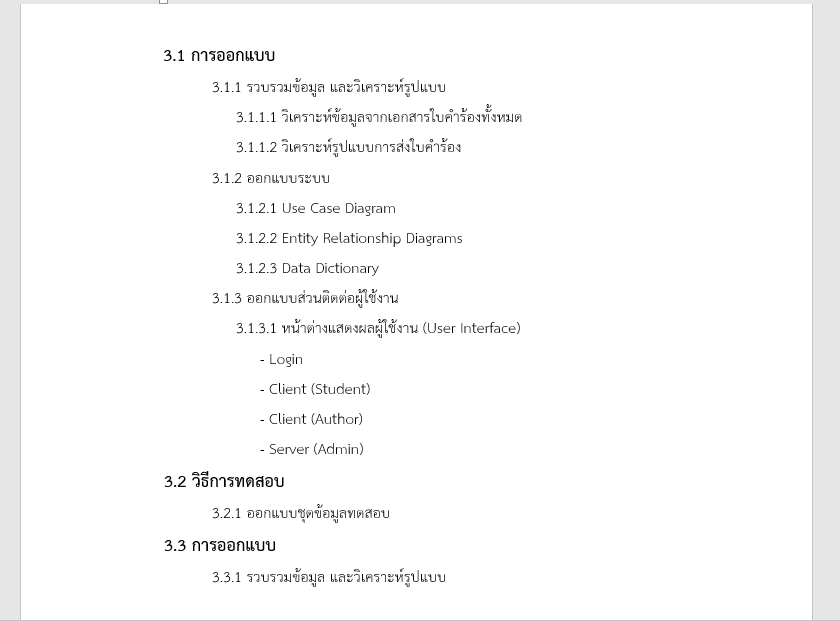 3.1 การออกแบบ
3.1.1 รวบรวมข้อมูล และวิเคราะห์รูปแบบ
3.1.1.1 วิเคราะห์ข้อมูลจากเอกสารใบคำร้องทั้งหมด
3.1.1.2 วิเคราะห์รูปแบบการส่งใบคำร้อง
3.1.2 ออกแบบระบบ
3.1.2.1 Use Case Diagram
3.1.2.2 Entity Relationship Diagrams
3.1.2.3 Data Dictionary
3.1.3 ออกแบบส่วนติดต่อผู้ใช้งาน
3.1.3.1 หน้าต่างแสดงผลผู้ใช้งาน (User Interface)
- Login
- Client (Student)
- Client (Author)
- Server (Admin)
3.2 วิธีการทดสอบ
3.2.1 ออกแบบชุดข้อมูลทดสอบ
3.3 การออกแบบ
3.3.1 รวบรวมข้อมูล และวิเคราะห์รูปแบบ